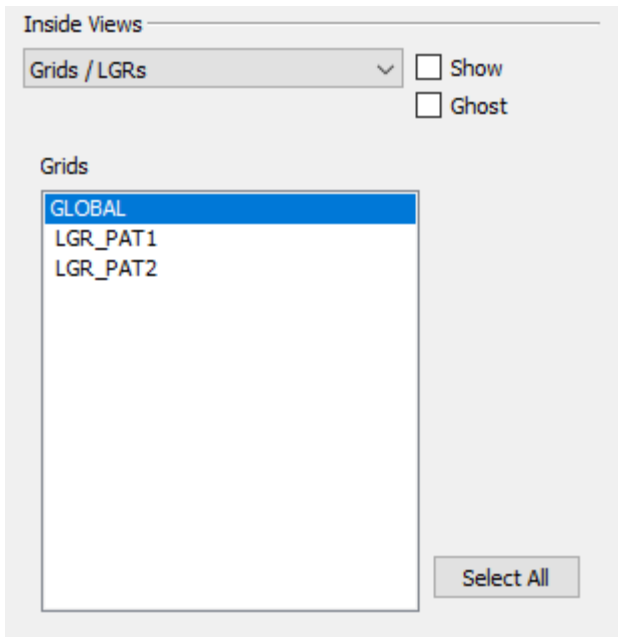 Inside Views
Grids / LGRs
Show
Ghost
Grids
GLOBAL
LGR_PAT1
LGR_PAT2
Select All